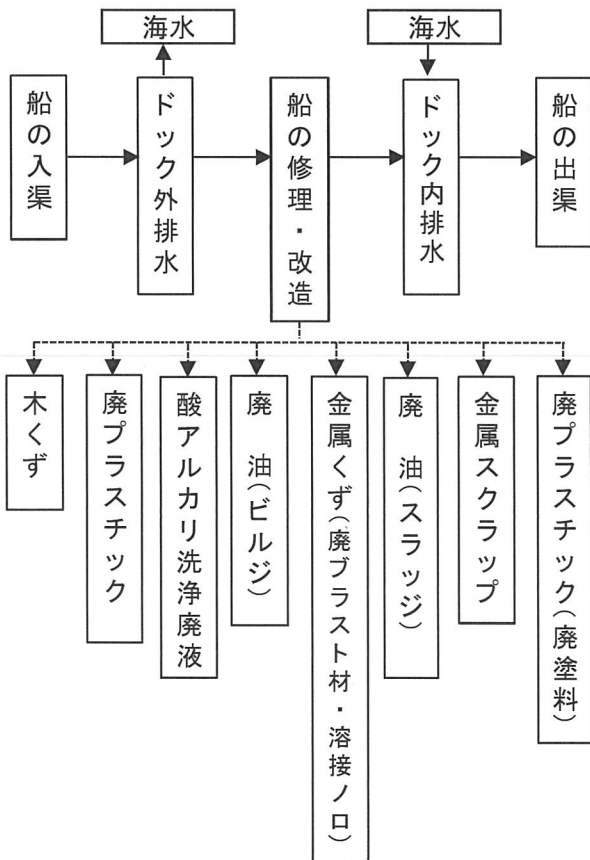 海水
海水
船の入渠
ドック外排水
船の修理・改造
ドック内排水
船の出渠
木くず
廃プラスチック
酸アルカリ洗浄廃液
廃　油(ビルジ)
金属くず(廃ブラスト材・溶接ノロ)
廃　油(スラッジ)
金属スクラップ
廃プラスチック(廃塗料)